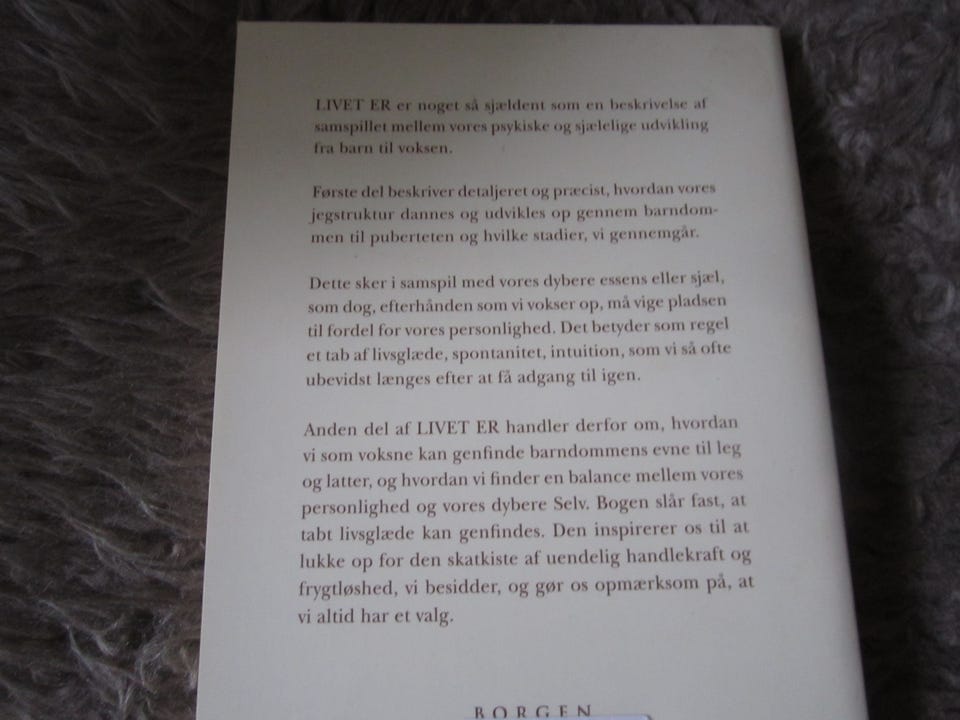 LIVET ER er noget så sjældent som en beskrivelse af
samspillet mellem vores psykiske og sjælelige udvikling
fra barn til voksen.
Første del beskriver detaljeret og præcist, hvordan vores
jegstruktur dannes og udvikles op gennem barndom-
men til puberteten og hvilke stadier, vi gennemgår.
Dette sker i samspil med vores dybere essens eller sjæl,
som dog, efterhånden som vi vokser op, må vige pladsen
til fordel for vores personlighed. Det betyder som regel
et tab af livsglæde, spontanitet, intuition, som vi så ofte
ubevidst længes efter at få adgang til igen.
Anden del af LIVET ER handler derfor om, hvordan
vi som voksne kan genfinde barndommens evne til leg
og latter, og hvordan vi finder en balance mellem vores
personlighed og vores dybere Selv. Bogen slår fast, at
tabt livsglæde kan genfindes. Den inspirerer os til at
lukke op for den skatkiste af uendelig handlekraft og
frygtløshed, vi besidder, og gør os opmærksom på, at
vi altid har et valg.
BORGEN